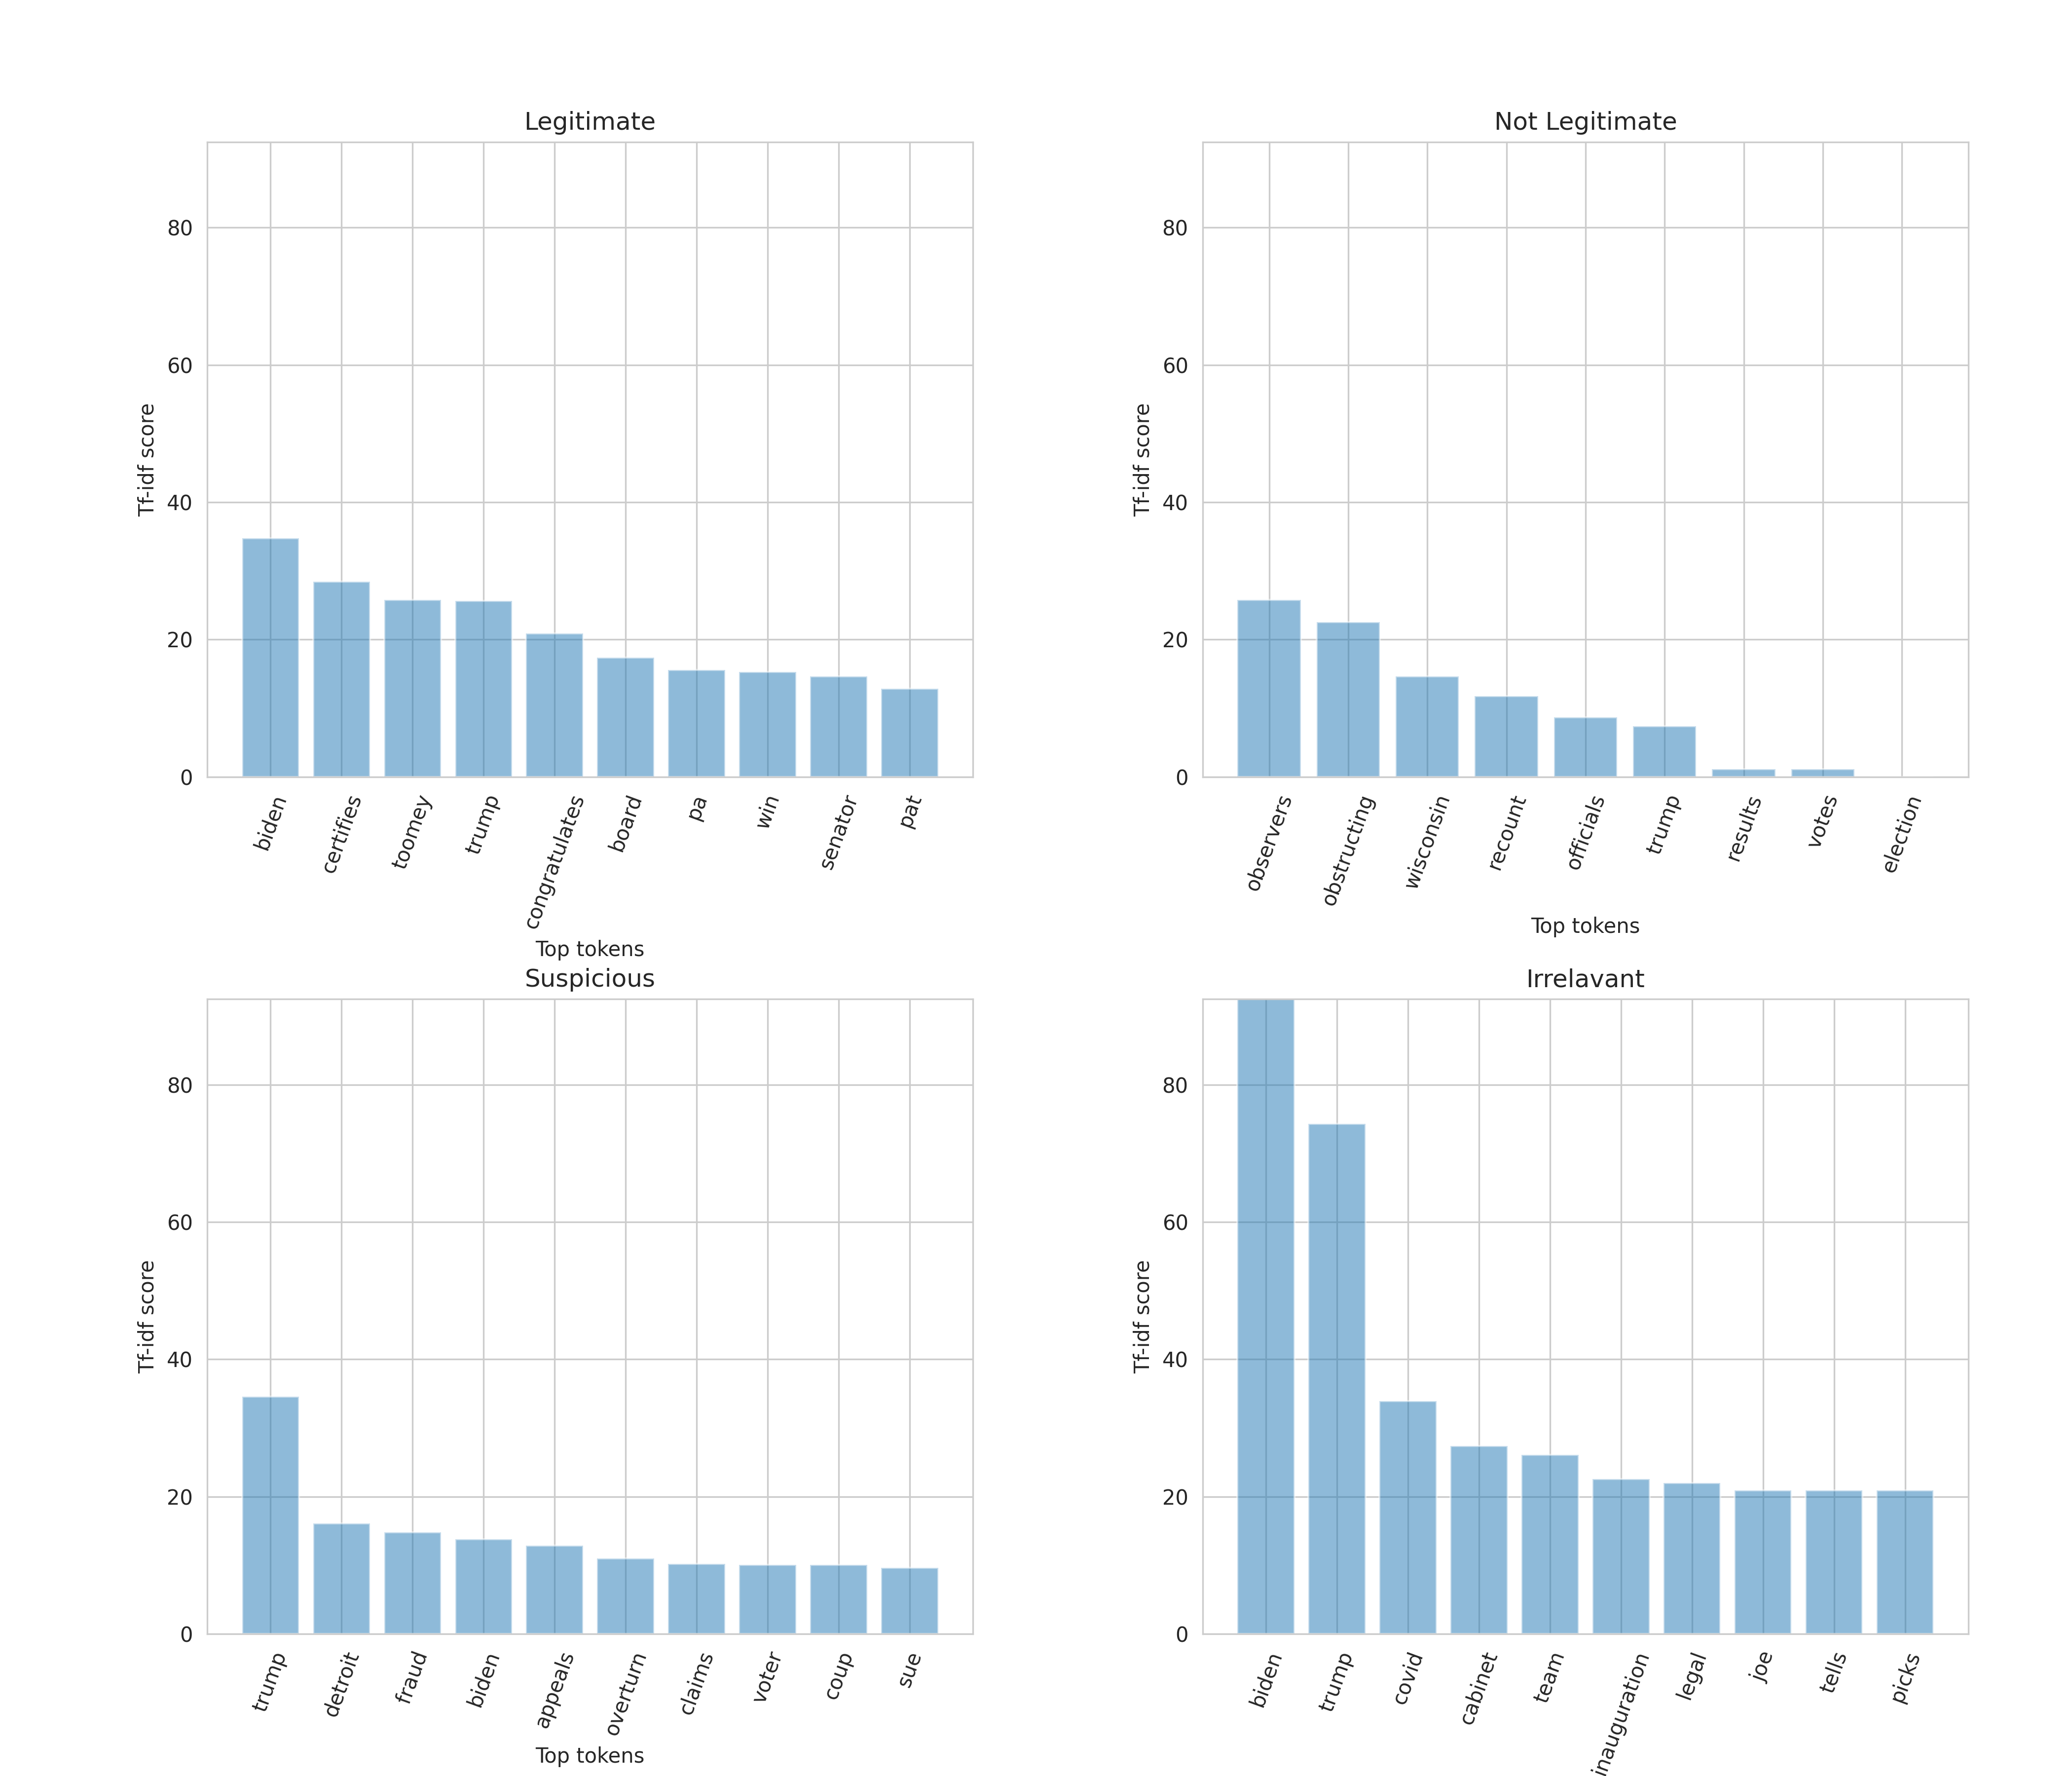 Legitimate
80
60
40
20
0
Tf-idf score
biden
certifies
toomey
trump
congratulates
board
pa
win
senator
pat
Top tokens
Not Legitimate
80
60
40
20
0
Tf-idf score
observers
obstructing
wisconsin
recount
officials
trump
results
votes
election
Top tokens
Suspicious
80
60
40
20
0
Tf-idf score
trump
detroit
fraud
biden
appeals
overturn
claims
voter
coup
sue
Top tokens
Irrelavant
80
60
40
20
0
Tf-idf score
biden
trump
covid
cabinet
team
inauguration
legal
joe
tells
picks